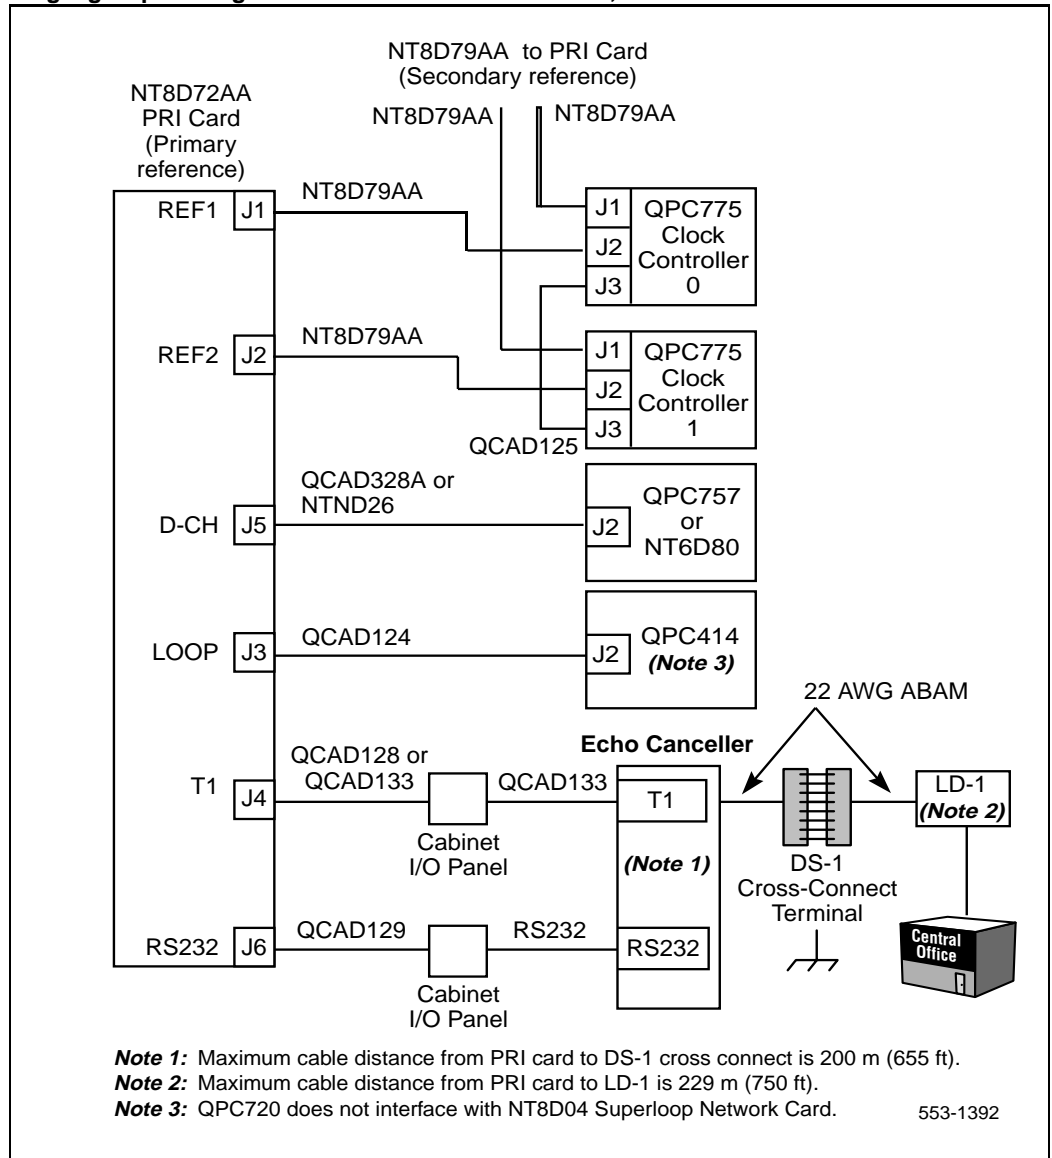 NT8D79AA to PRI Card
(Secondary reference)
NT8D72AA
PRI Card
(Primary
reference)
NT8D79AA
NT8D79AA
REF1
J1
NT8D79AA
J1
J2
J3
QPC775
Clock
Controller
0
REF2
J2
NT8D79AA
J1
J2
J3
QPC775
Clock
Controller
1
QCAD125
D-CH
J5
QCAD328A or
NTND26
J2
QPC757
or
NT6D80
LOOP
J3
QCAD124
J2
QPC414
(Note 3)
22 AWG ABAM
Echo Canceller
T1
J4
QCAD128 or
QCAD133
Cabinet
I/O Panel
QCAD133
T1
(Note 1)
DS-1
Cross-Connect
Terminal
LD-1
(Note 2)
Central
Office
RS232
J6
QCAD129
Cabinet
I/O Panel
RS232
RS232
Note 1: Maximum cable distance from PRI card to DS-1 cross connect is 200 m (655 ft).
Note 2: Maximum cable distance from PRI card to LD-1 is 229 m (750 ft).
Note 3: QPC720 does not interface with NT8D04 Superloop Network Card.
553-1392